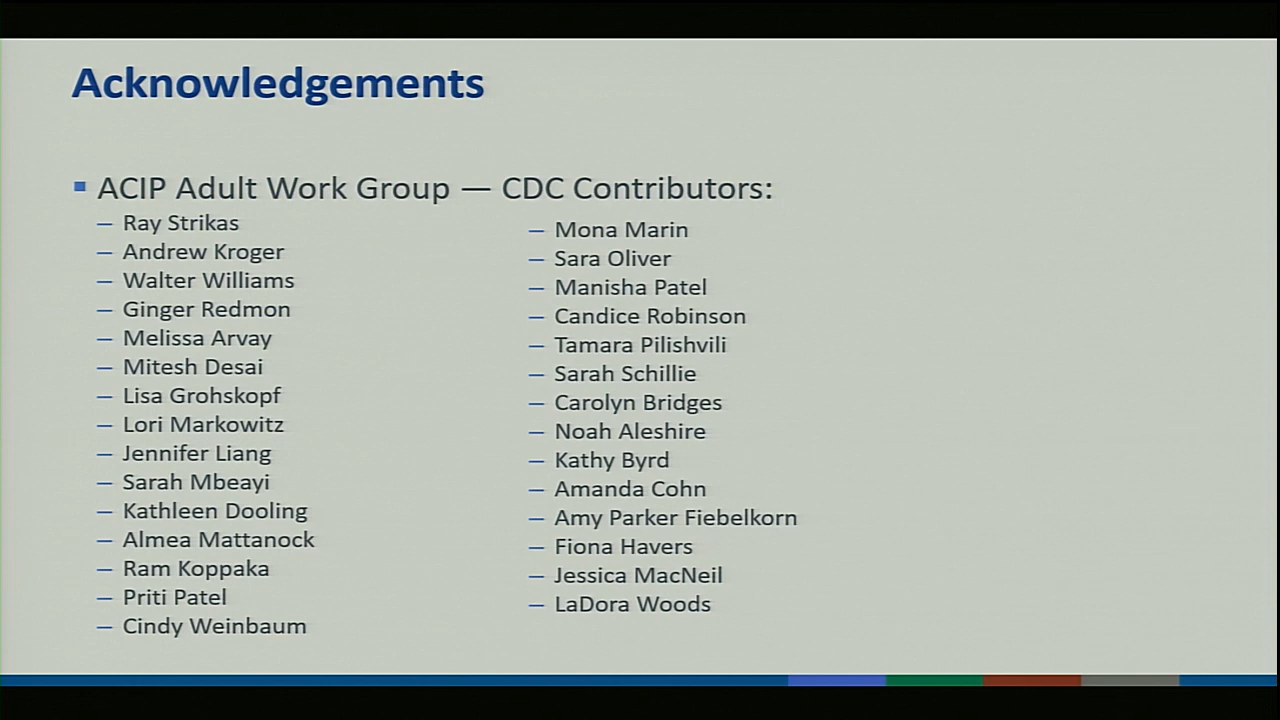 Acknowledgements
▪ ACIP Adult Work Group — CDC Contributors:
– Ray Strikas
– Andrew Kroger
– Walter Williams
– Ginger Redmon
– Melissa Arvay
– Mitesh Desai
– Lisa Grohskopf
– Lori Markowitz
– Jennifer Liang
– Sarah Mbeayi
– Kathleen Dooling
– Almea Mattanock
– Ram Koppaka
– Priti Patel
– Cindy Weinbaum
– Mona Marin
– Sara Oliver
– Manisha Patel
– Candice Robinson
– Tamara Pilishvili
– Sarah Schillie
– Carolyn Bridges
– Noah Aleshire
– Kathy Byrd
– Amanda Cohn
– Amy Parker Fiebelkorn
– Fiona Havers
– Jessica MacNeil
– LaDora Woods